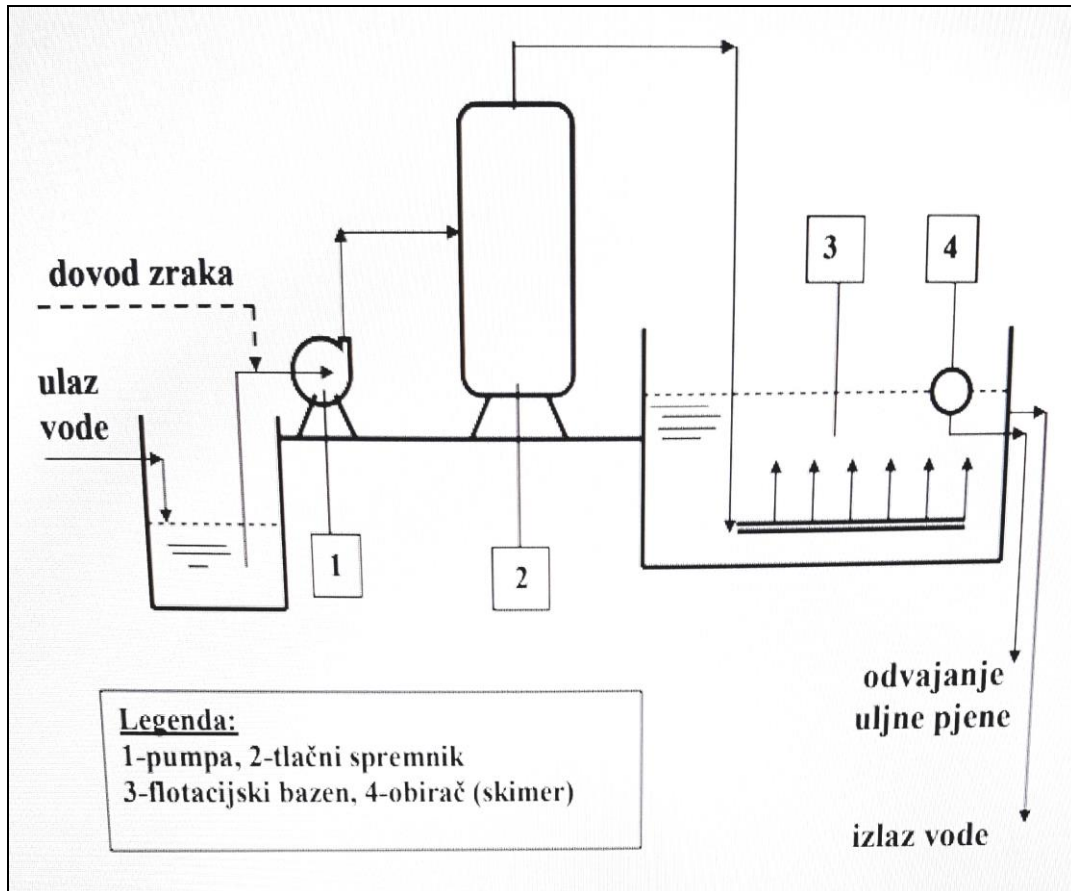 dovod zraka
ulaz
vode
1
2
3
4
odvajanje
uljne pjene
izlaz vode
Legenda:
1-pumpa, 2-tlačni spremnik
3-flotacijski bazen, 4-obirač (skimer)